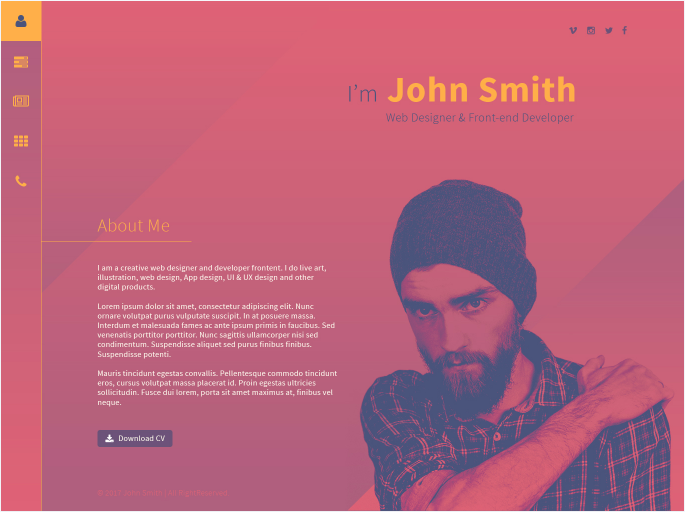 I'm John Smith
Web Designer & Front-end Developer
About Me
I am a creative web designer and developer frontent. I do live art,
illustration, web design, App design, UI & UX design and other
digital products.
Lorem ipsum dolor sit amet, consectetur adipiscing elit. Nunc
ornare volutpat purus vulputate suscipit. In at posuere massa.
Interdum et malesuada fames ac ante ipsum primis in faucibus. Sed
venenatis porttitor porttitor. Nunc sagittis ullamcorper nisi sed
condimentum. Suspendisse aliquet sed purus finibus finibus.
Suspendisse potenti.
Mauris tincidunt egestas convallis. Pellentesque commodo tincidunt
eros, cursus volutpat massa placerat id. Proin egestas ultricies
sollicitudin. Fusce dui lorem, porta sit amet maximus at, finibus vel
neque.
Download CV